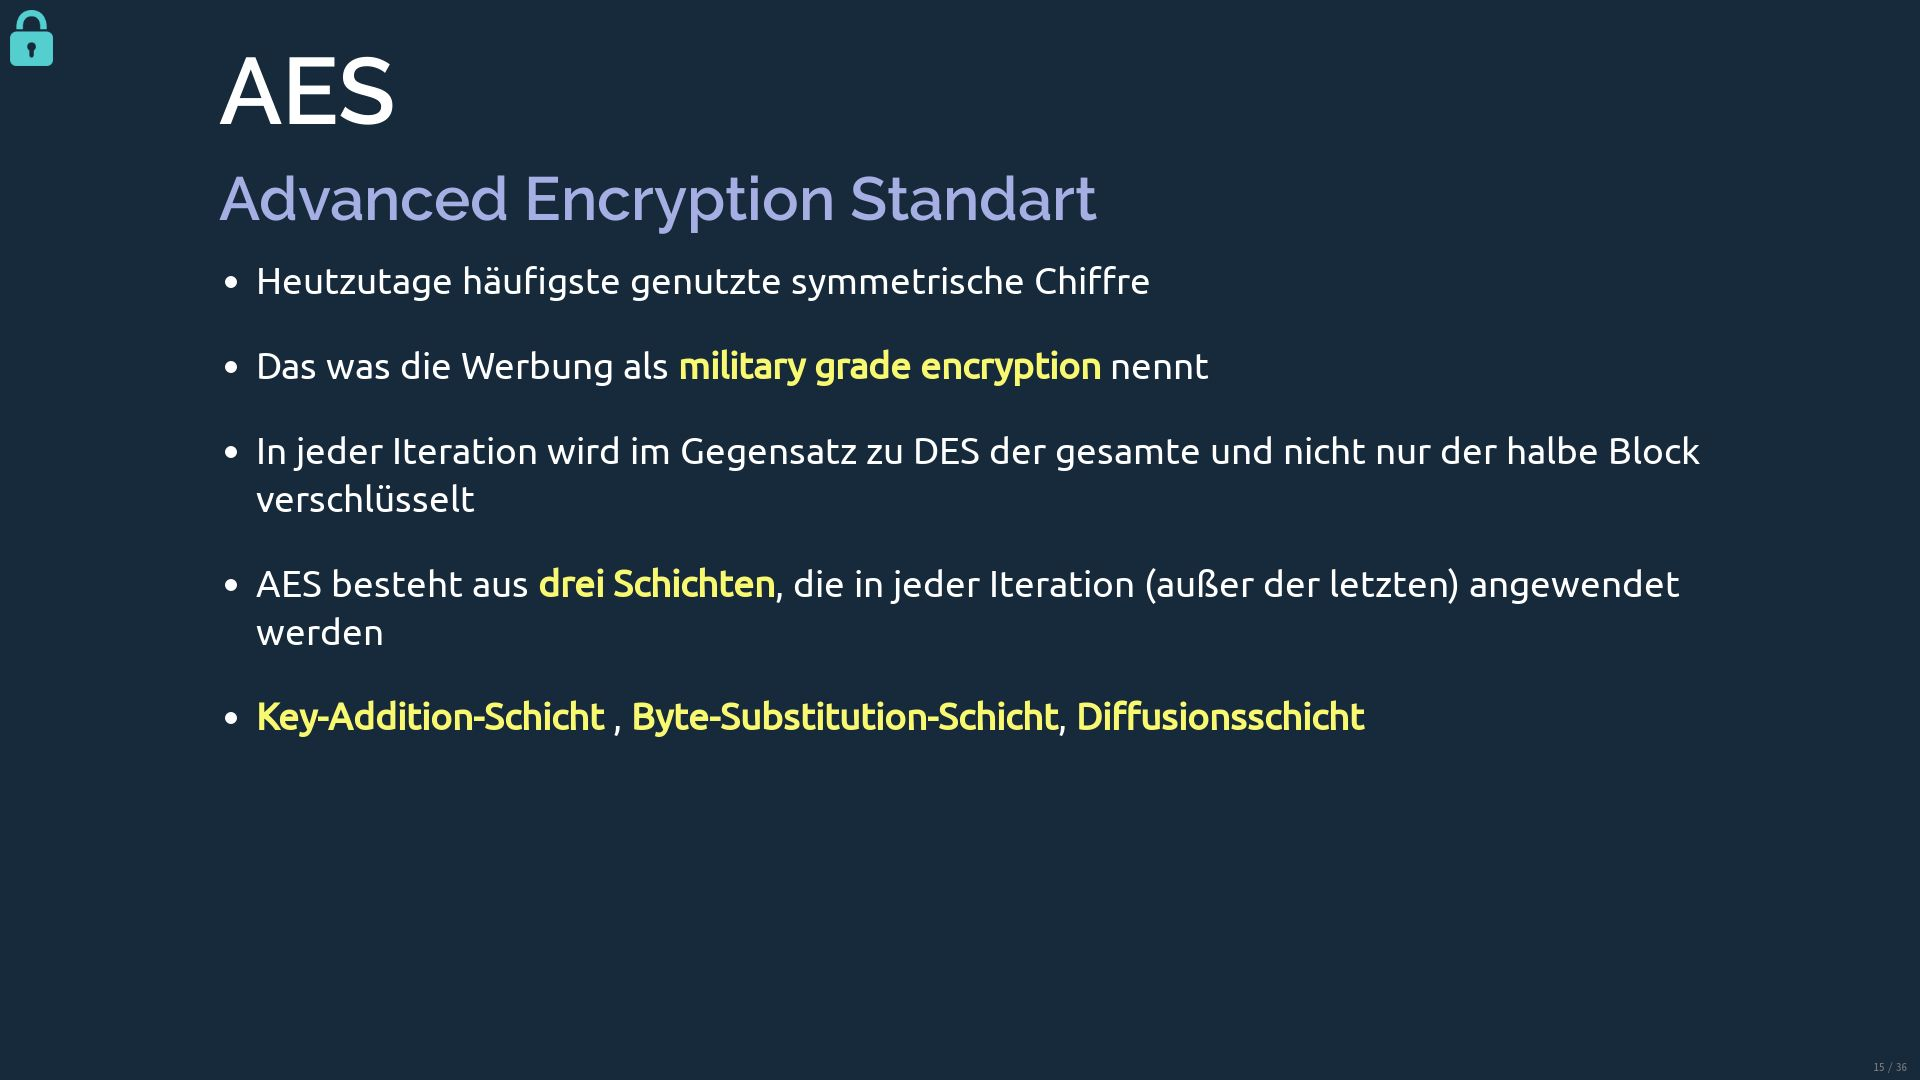 AES
Advanced Encryption Standart
• Heutzutage häufigste genutzte symmetrische Chiffre
• Das was die Werbung als military grade encryption nennt
• In jeder Iteration wird im Gegensatz zu DES der gesamte und nicht nur der halbe Block
verschlüsselt
• AES besteht aus drei Schichten, die in jeder Iteration (außer der letzten) angewendet
werden
• Key-Addition-Schicht , Byte-Substitution-Schicht, Diffusionsschicht
15 / 36